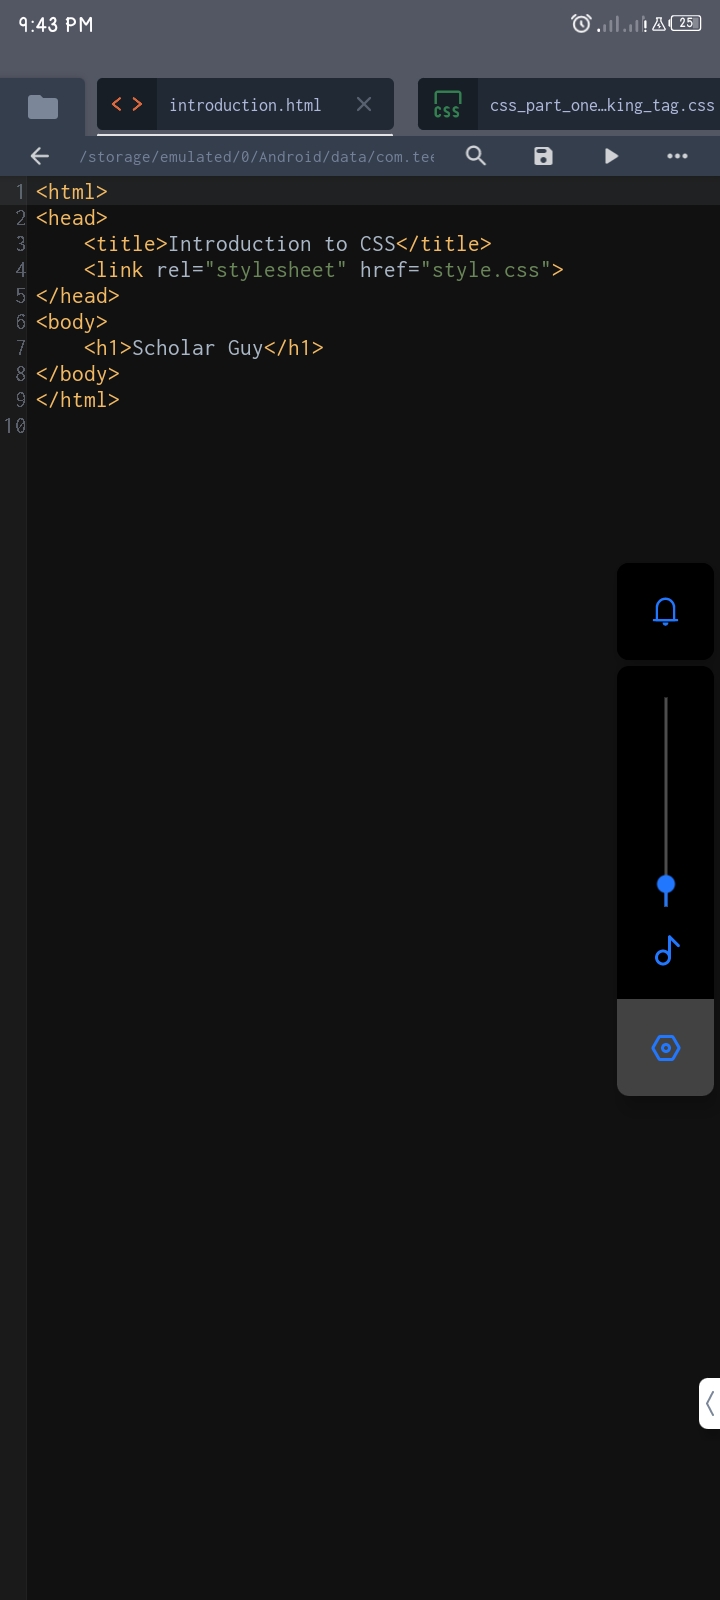 9:43 PM 25
introduction.html css_part_one…king_tag.css
/storage/emulated/0/Android/data/com.tee
1 <html>
2 <head>
3     <title>Introduction to CSS</title>
4     <link rel="stylesheet" href="style.css">
5 </head>
6 <body>
7     <h1>Scholar Guy</h1>
8 </body>
9 </html>
10